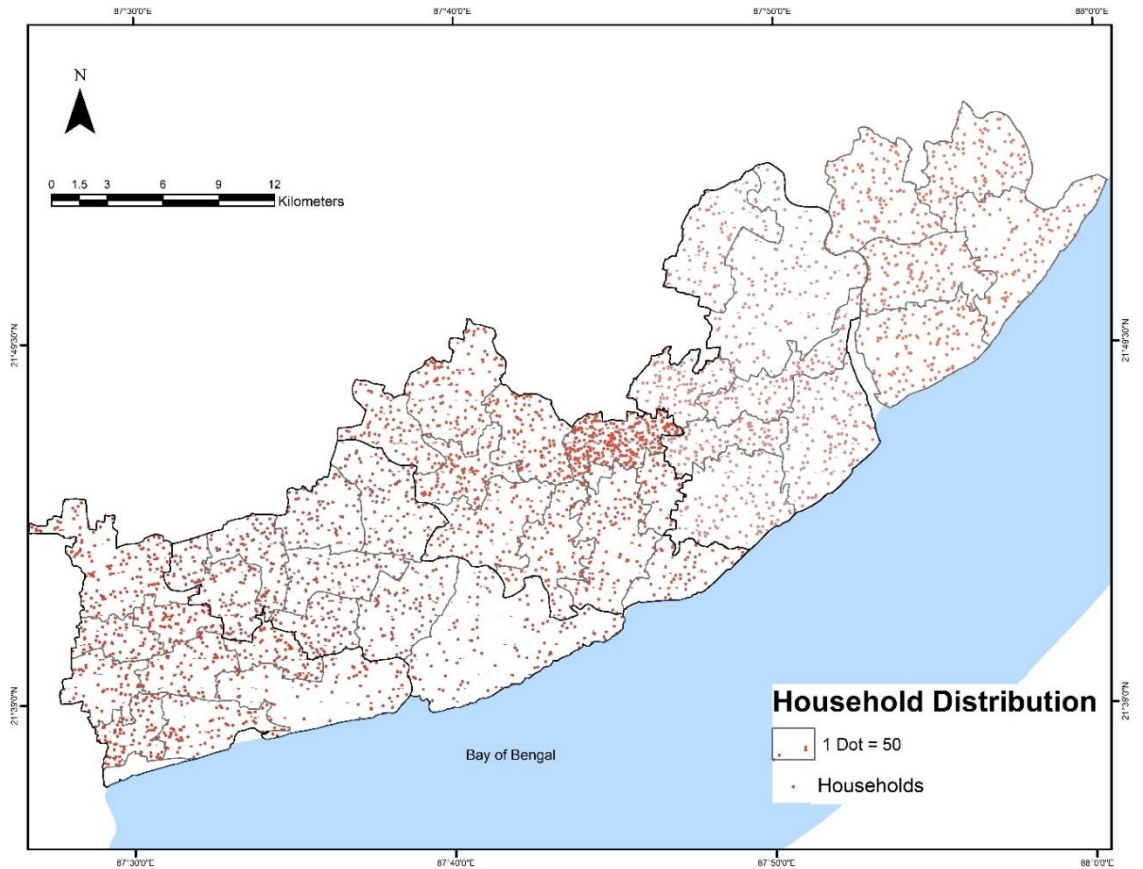 87°30'0"E 87°40'0"E 87°50'0"E 88°0'0"E
N
0 1.5 3 6 9 12
Kilometers
21°49'30"N 21°49'30"N
21°39'0"N 21°39'0"N
Household Distribution
1 Dot = 50
Households
Bay of Bengal
87°30'0"E 87°40'0"E 87°50'0"E 88°0'0"E